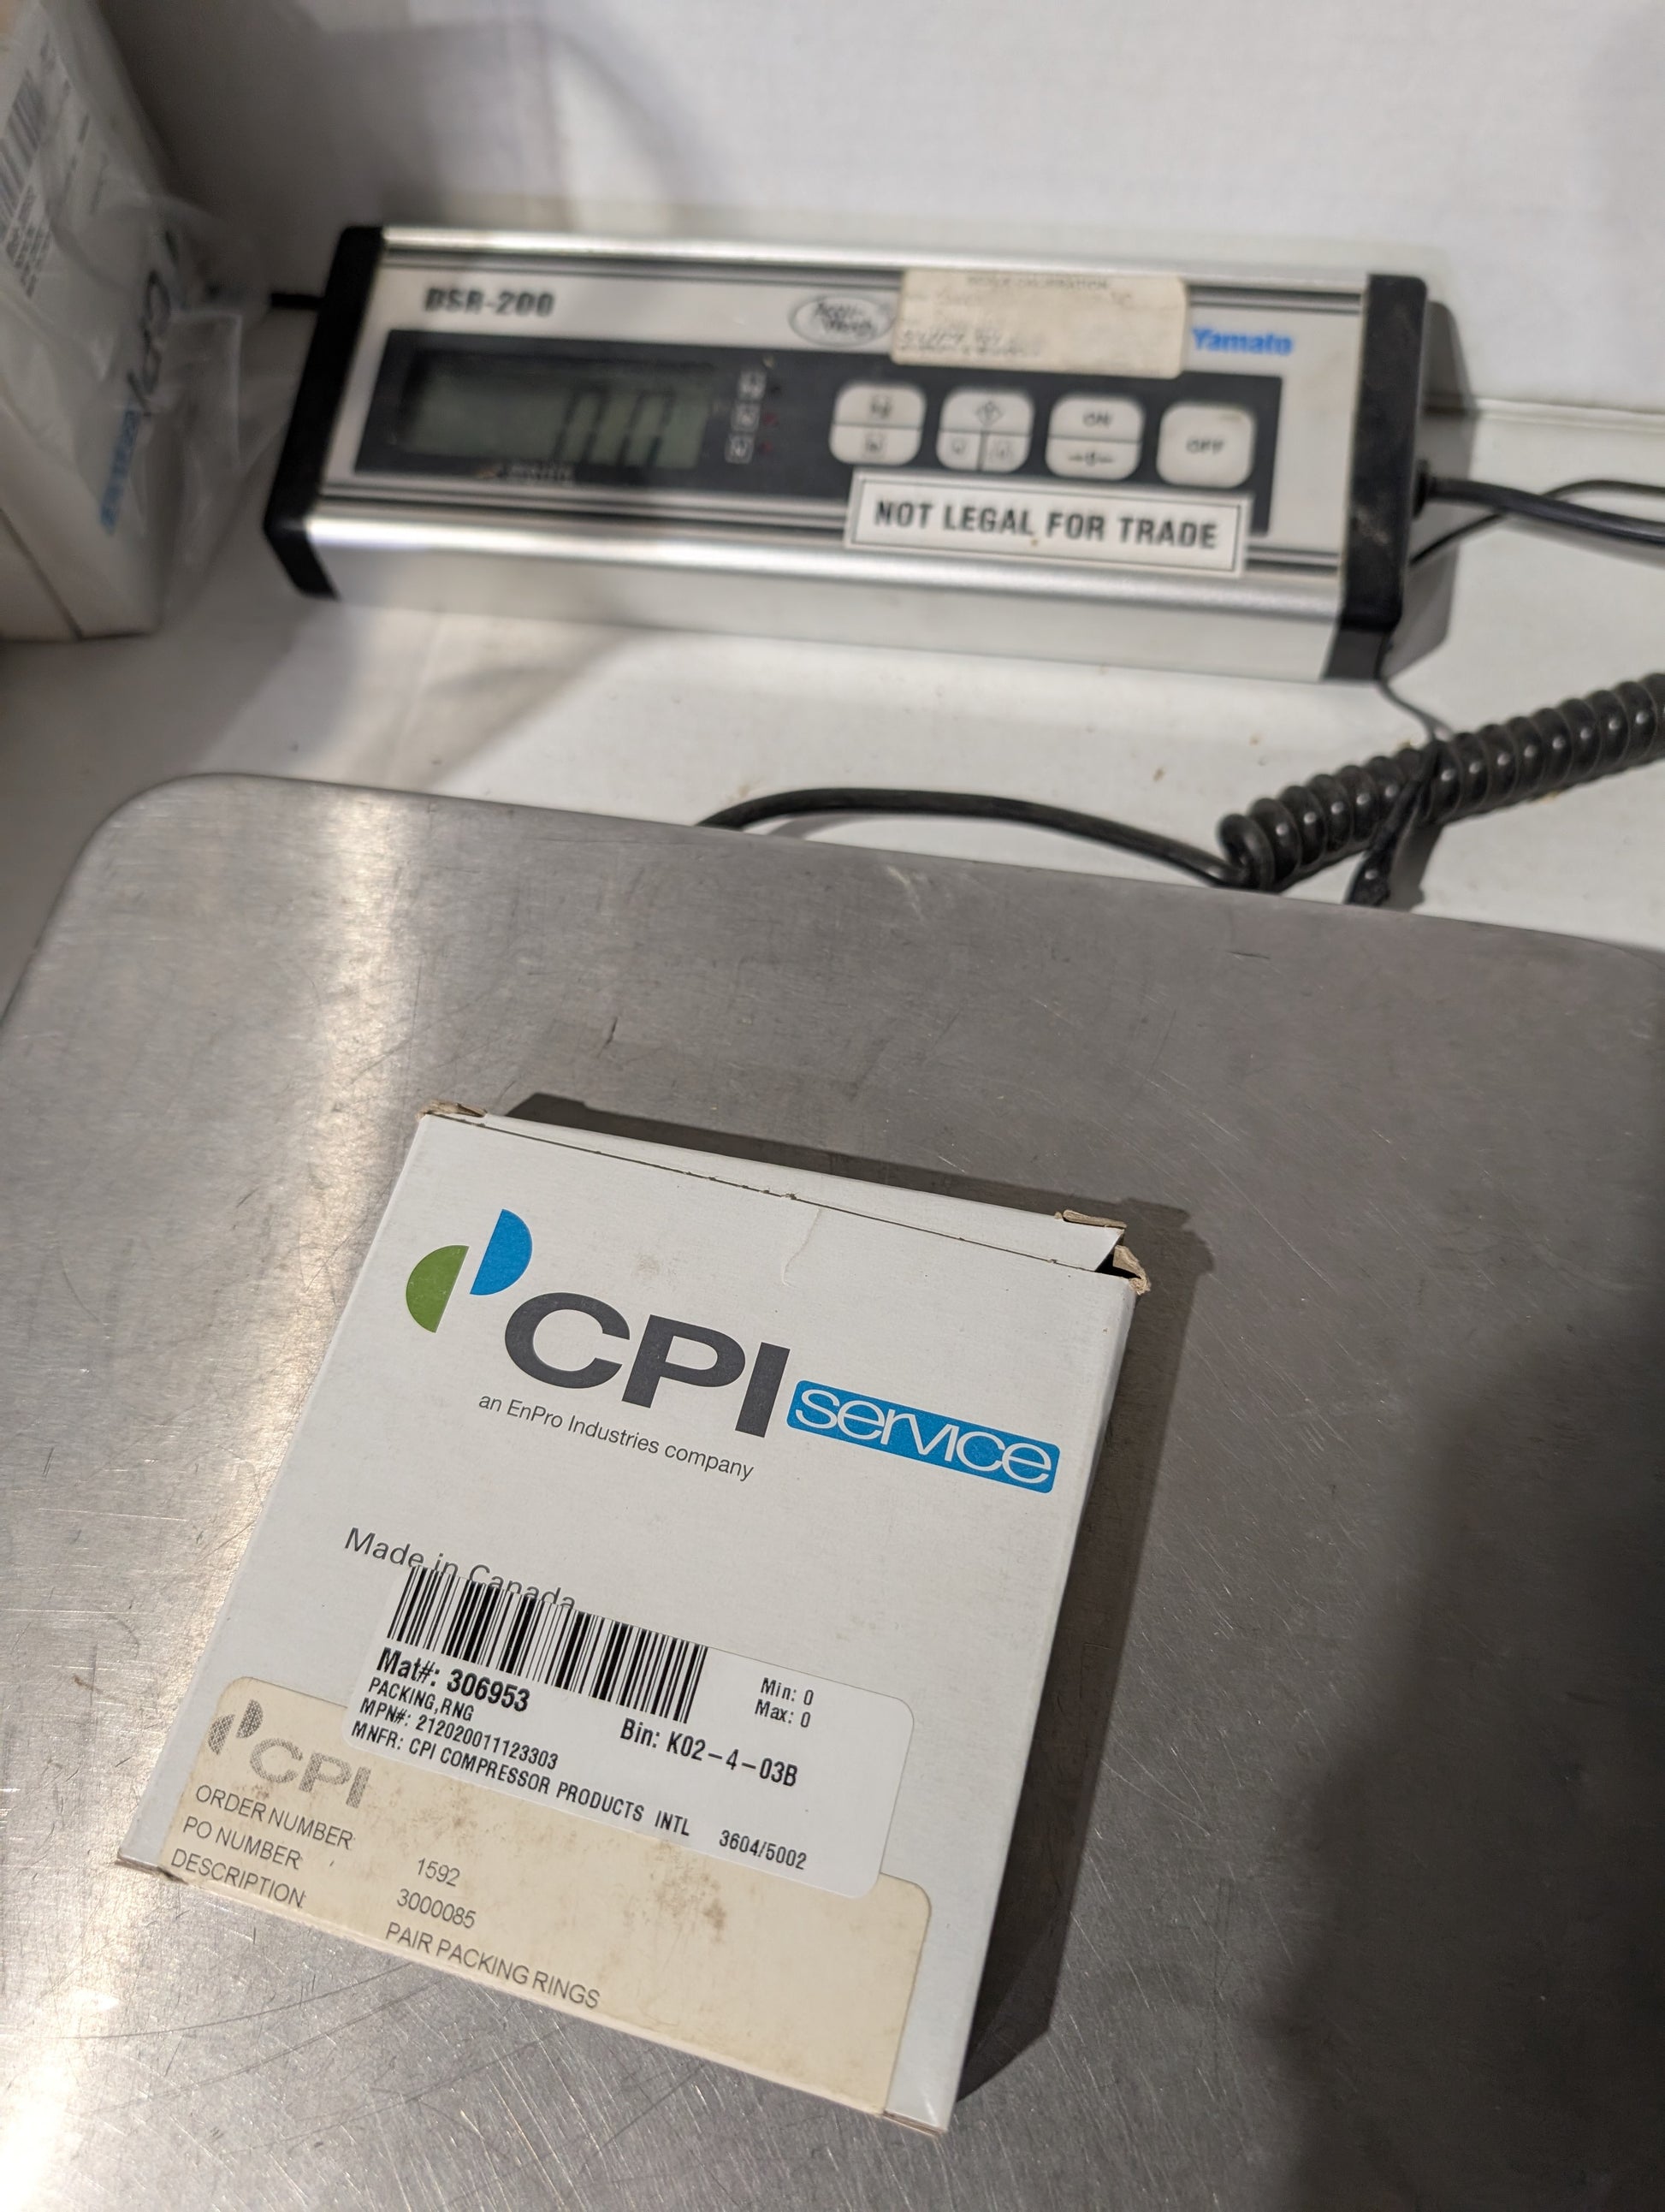 DSR-200
Accu-Weigh
Yamato
ON
OFF
NOT LEGAL FOR TRADE
CPI service
an EnPro Industries company
Made in Canada
Mat#: 306953
PACKING,RNG
MPN#: 212020011123303
MNFR: CPI COMPRESSOR PRODUCTS INTL
Min: 0
Max: 0
Bin: K02-4-03B
3604/5002
CPI
ORDER NUMBER 1592
PO NUMBER 3000085
DESCRIPTION: PAIR PACKING RINGS